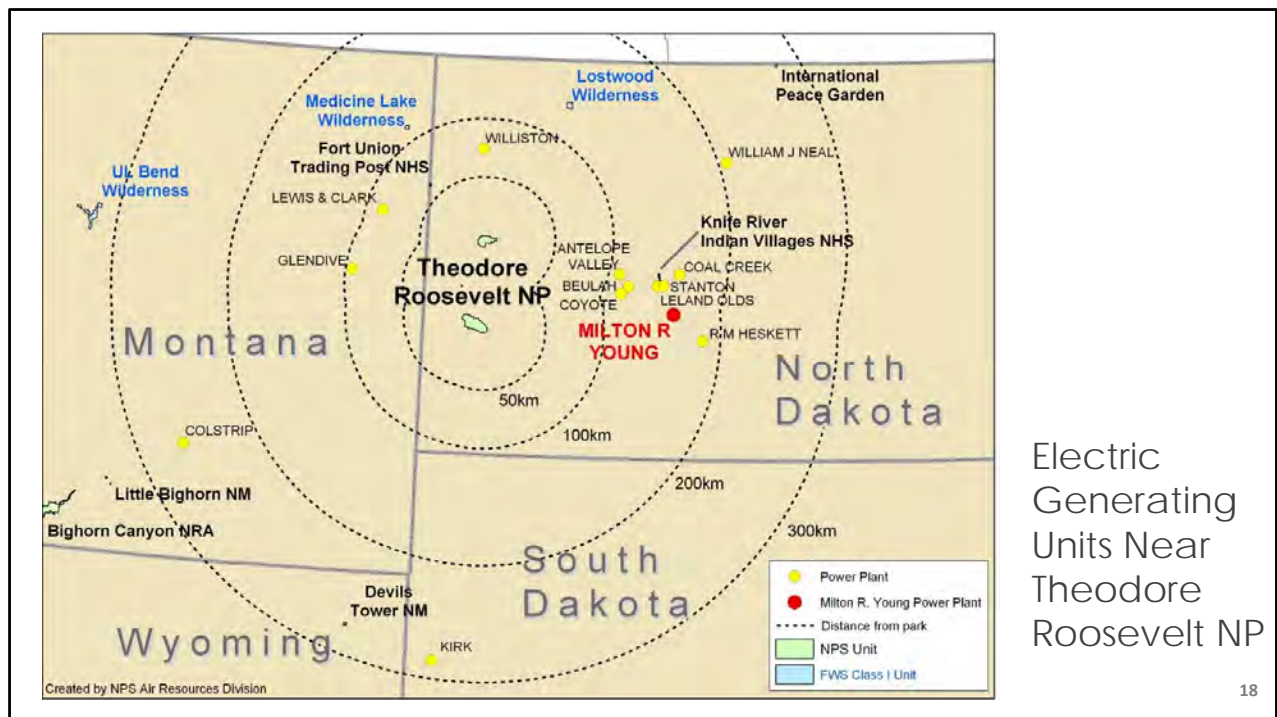 International
Peace Garden
Lostwood
Wilderness
Medicine Lake
Wilderness
WILLISTON
Fort Union
Trading Post NHS
WILLIAM J NEAL
UL Bend
Wilderness
LEWIS & CLARK
Knife River
Indian Villages NHS
GLENDIVE
Theodore
Roosevelt NP
ANTELOPE
VALLEY
COAL CREEK
BEULAH
STANTON
COYOTE
LELAND OLDS
MILTON R
YOUNG
R M HESKETT
Montana
North
Dakota
50km
100km
COLSTRIP
200km
Little Bighorn NM
Bighorn Canyon NRA
300km
South
Dakota
Devils
Tower NM
Wyoming
KIRK
Power Plant
Milton R. Young Power Plant
Distance from park
NPS Unit
FWS Class I Unit
Created by NPS Air Resources Division
Electric
Generating
Units Near
Theodore
Roosevelt NP
18